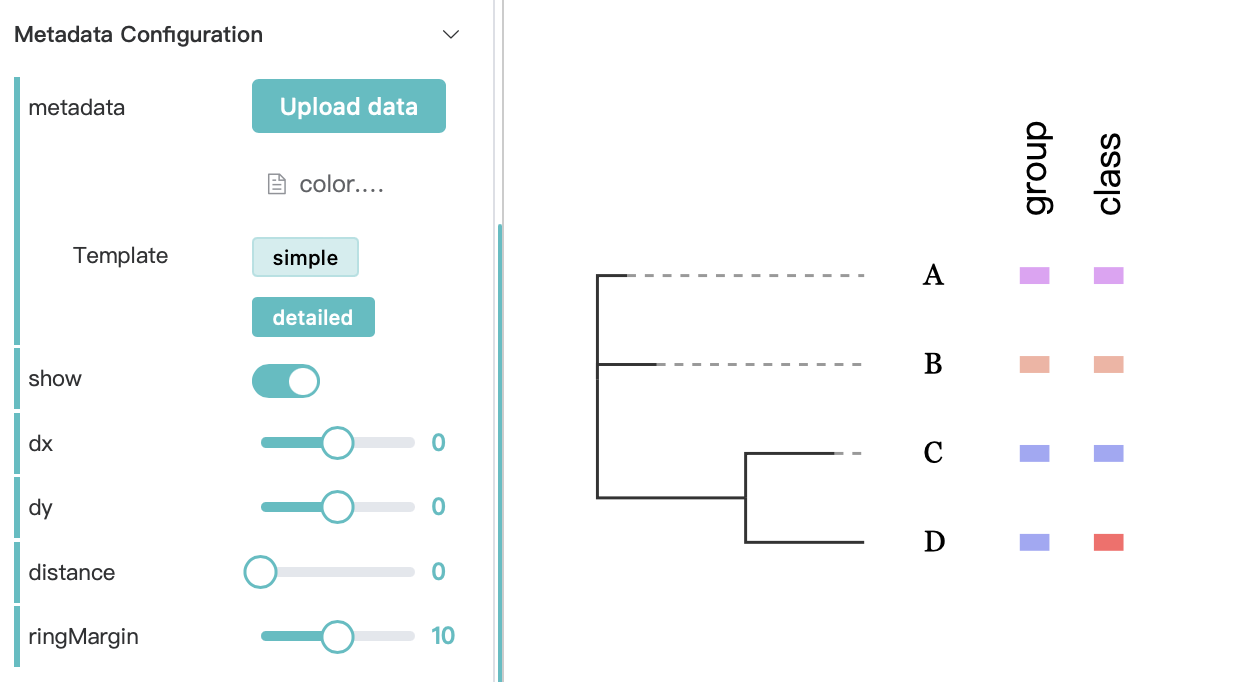 Metadata Configuration
metadata
Upload data
color....
Template
simple
detailed
show
dx
0
dy
0
distance
0
ringMargin
10
group
class
A
B
C
D